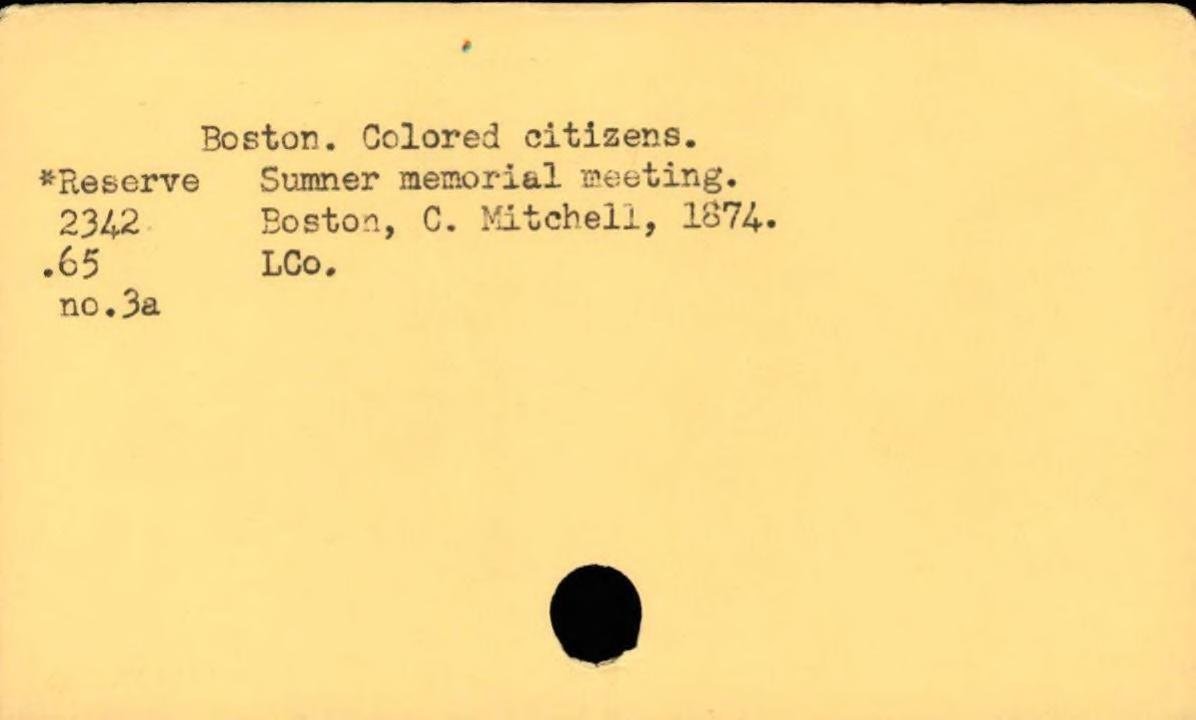 Boston. Colored citizens.
*Reserve Sumner memorial meeting.
2342 Boston, C. Mitchell, 1874.
.65 LCo.
no.3a